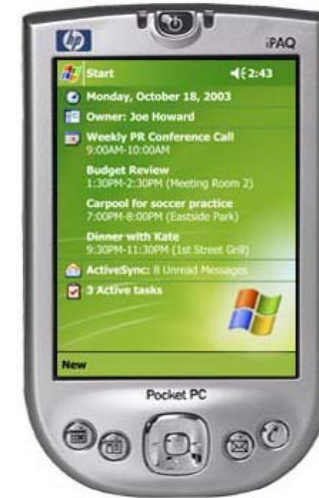 hp
iPAQ
Start 2:43
Monday, October 18, 2003
Owner: Joe Howard
Weekly PR Conference Call
9:00AM-10:00AM
Budget Review
1:30PM-2:30PM (Meeting Room 2)
Carpool for soccer practice
7:00PM-8:00PM (Eastside Park)
Dinner with Kate
9:30PM-11:30PM (1st Street Grill)
ActiveSync: 8 Unread Messages
3 Active tasks
New
Pocket PC